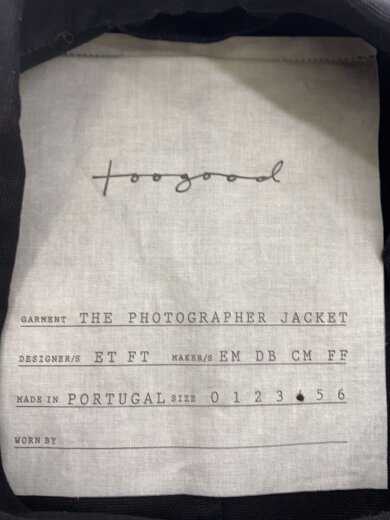 toogood
GARMENT THE PHOTOGRAPHER JACKET
DESIGNER/S ET FT MAKER/S EM DB CM FF
MADE IN PORTUGAL SIZE 0 1 2 3 4 5 6
WORN BY